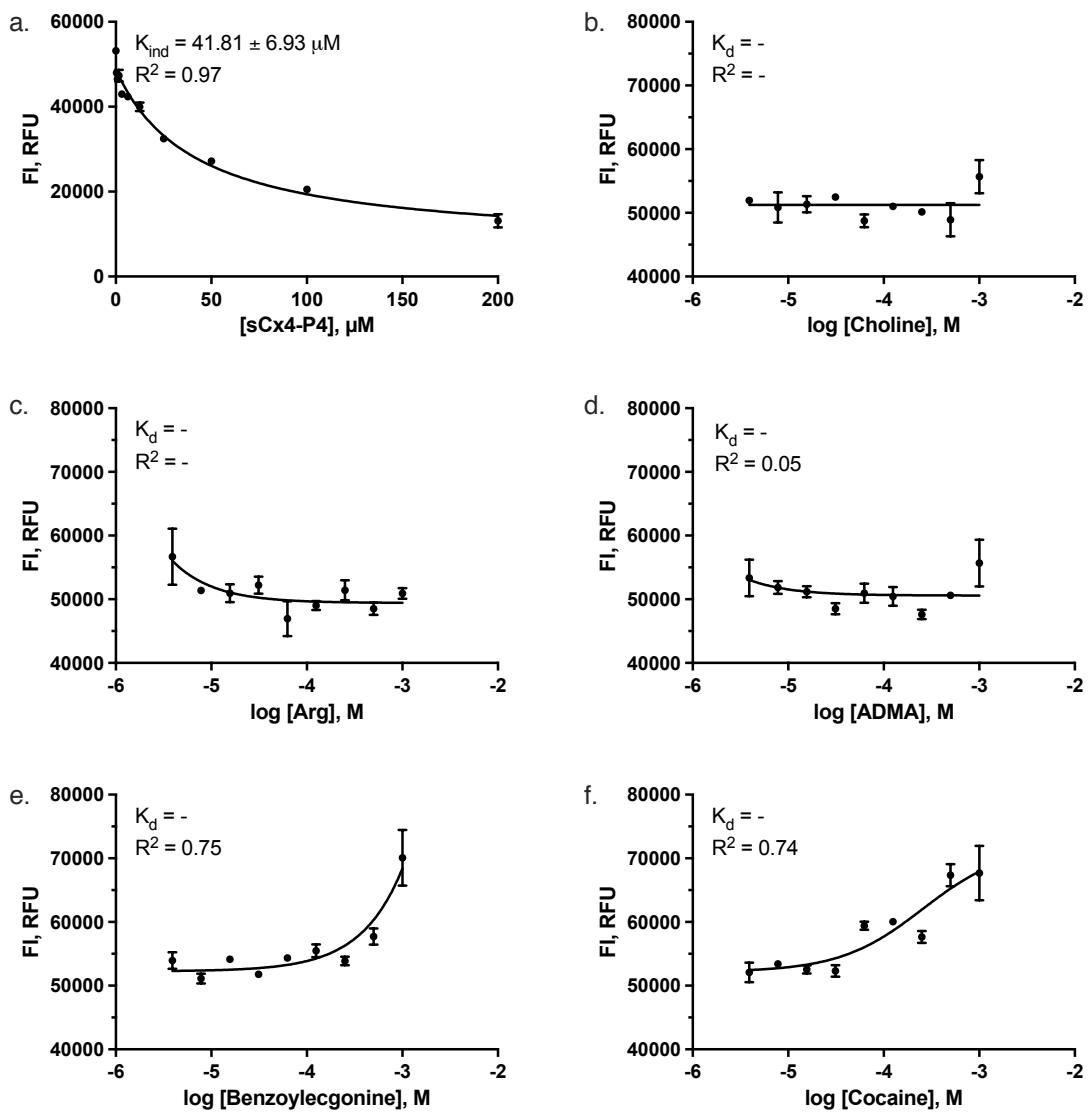 a.
60000
40000
20000
0
FI, RFU
K_ind = 41.81 ± 6.93 µM
R² = 0.97
0 50 100 150 200
[sCx4-P4], µM
b.
80000
70000
60000
50000
40000
FI, RFU
K_d = -
R² = -
-6 -5 -4 -3 -2
log [Choline], M
c.
80000
70000
60000
50000
40000
FI, RFU
K_d = -
R² = -
-6 -5 -4 -3 -2
log [Arg], M
d.
80000
70000
60000
50000
40000
FI, RFU
K_d = -
R² = 0.05
-6 -5 -4 -3 -2
log [ADMA], M
e.
80000
70000
60000
50000
40000
FI, RFU
K_d = -
R² = 0.75
-6 -5 -4 -3 -2
log [Benzoylecgonine], M
f.
80000
70000
60000
50000
40000
FI, RFU
K_d = -
R² = 0.74
-6 -5 -4 -3 -2
log [Cocaine], M